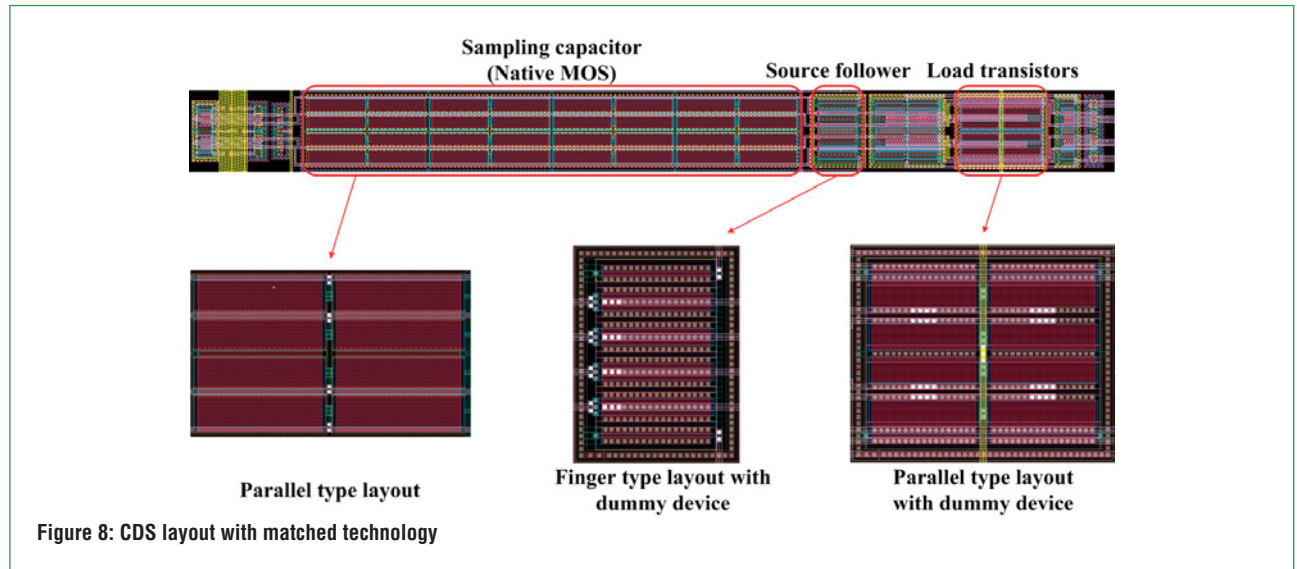 Sampling capacitor
(Native MOS)
Source follower
Load transistors
Parallel type layout
Finger type layout with
dummy device
Parallel type layout
with dummy device
Figure 8: CDS layout with matched technology